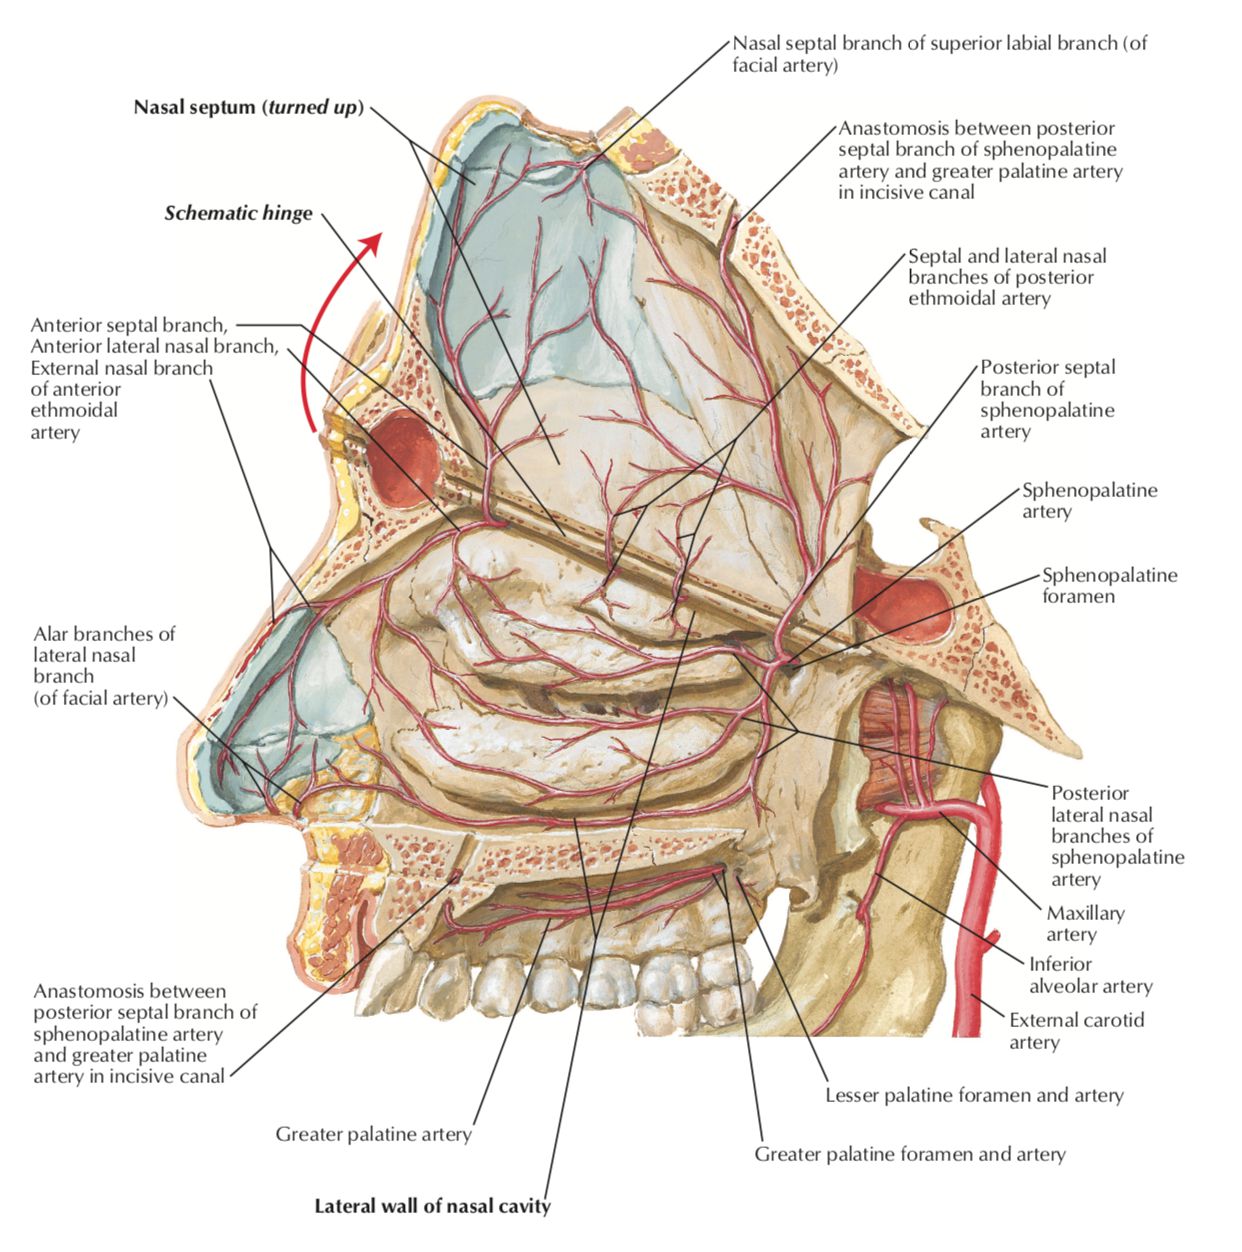 Nasal septal branch of superior labial branch (of
facial artery)
Nasal septum (turned up)
Anastomosis between posterior
septal branch of sphenopalatine
artery and greater palatine artery
in incisive canal
Schematic hinge
Septal and lateral nasal
branches of posterior
ethmoidal artery
Anterior septal branch,
Anterior lateral nasal branch,
External nasal branch
of anterior
ethmoidal
artery
Posterior septal
branch of
sphenopalatine
artery
Sphenopalatine
artery
Sphenopalatine
foramen
Alar branches of
lateral nasal
branch
(of facial artery)
Posterior
lateral nasal
branches of
sphenopalatine
artery
Maxillary
artery
Inferior
alveolar artery
External carotid
artery
Anastomosis between
posterior septal branch of
sphenopalatine artery
and greater palatine
artery in incisive canal
Lesser palatine foramen and artery
Greater palatine artery
Greater palatine foramen and artery
Lateral wall of nasal cavity